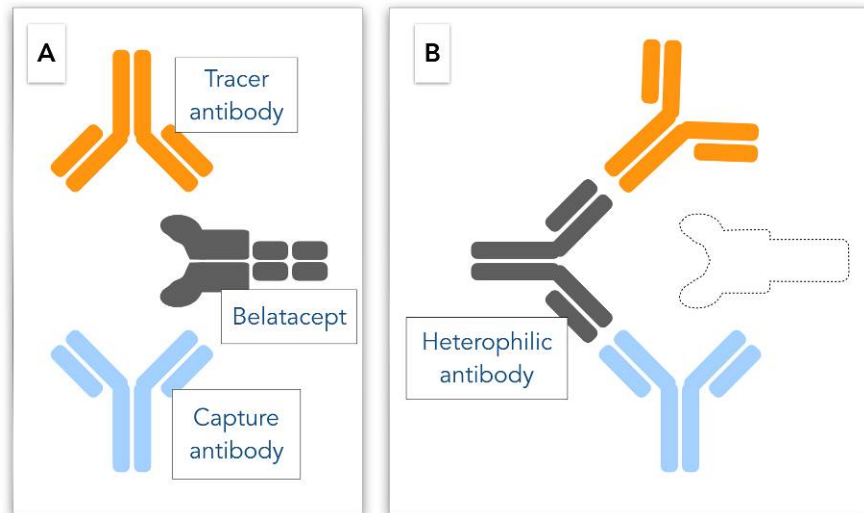 A
Tracer
antibody
Belatacept
Capture
antibody
B
Heterophilic
antibody